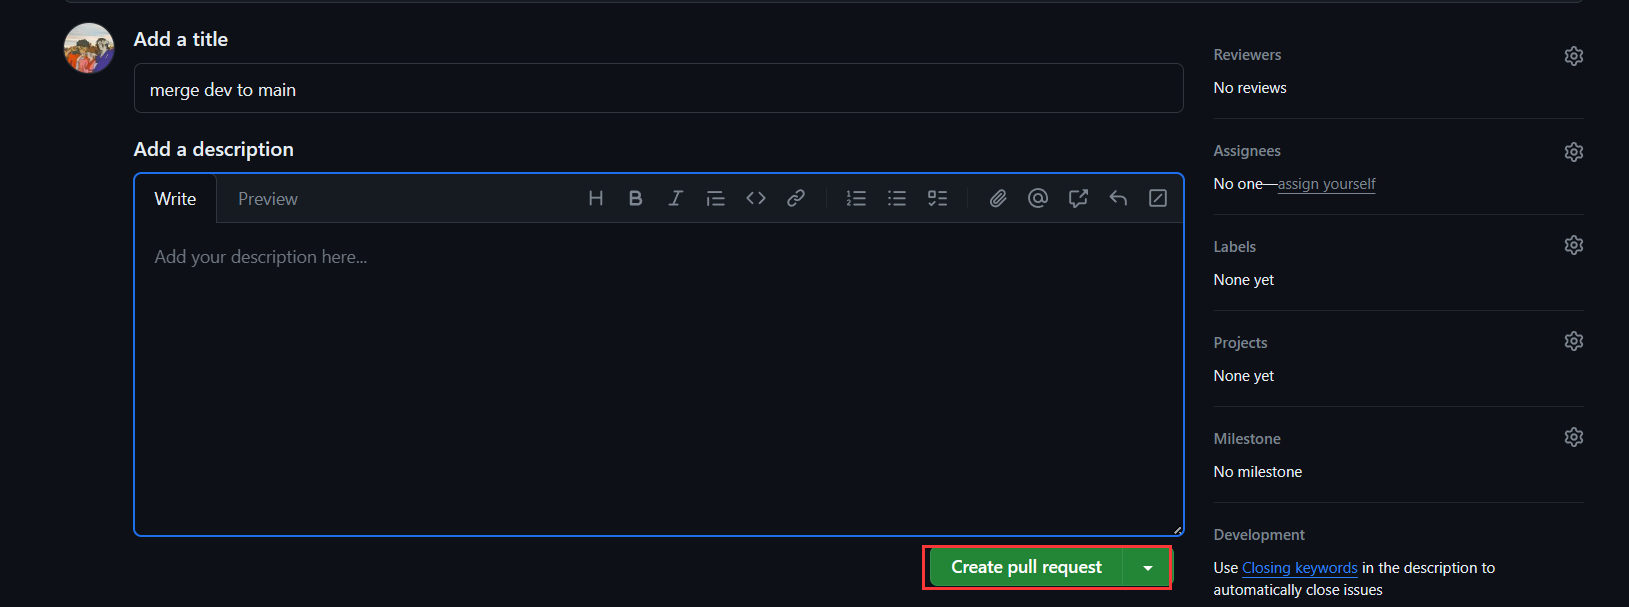 Add a title
merge dev to main
Add a description
Write
Preview
Add your description here...
Create pull request
Reviewers
No reviews
Assignees
No one—assign yourself
Labels
None yet
Projects
None yet
Milestone
No milestone
Development
Use Closing keywords in the description to
automatically close issues